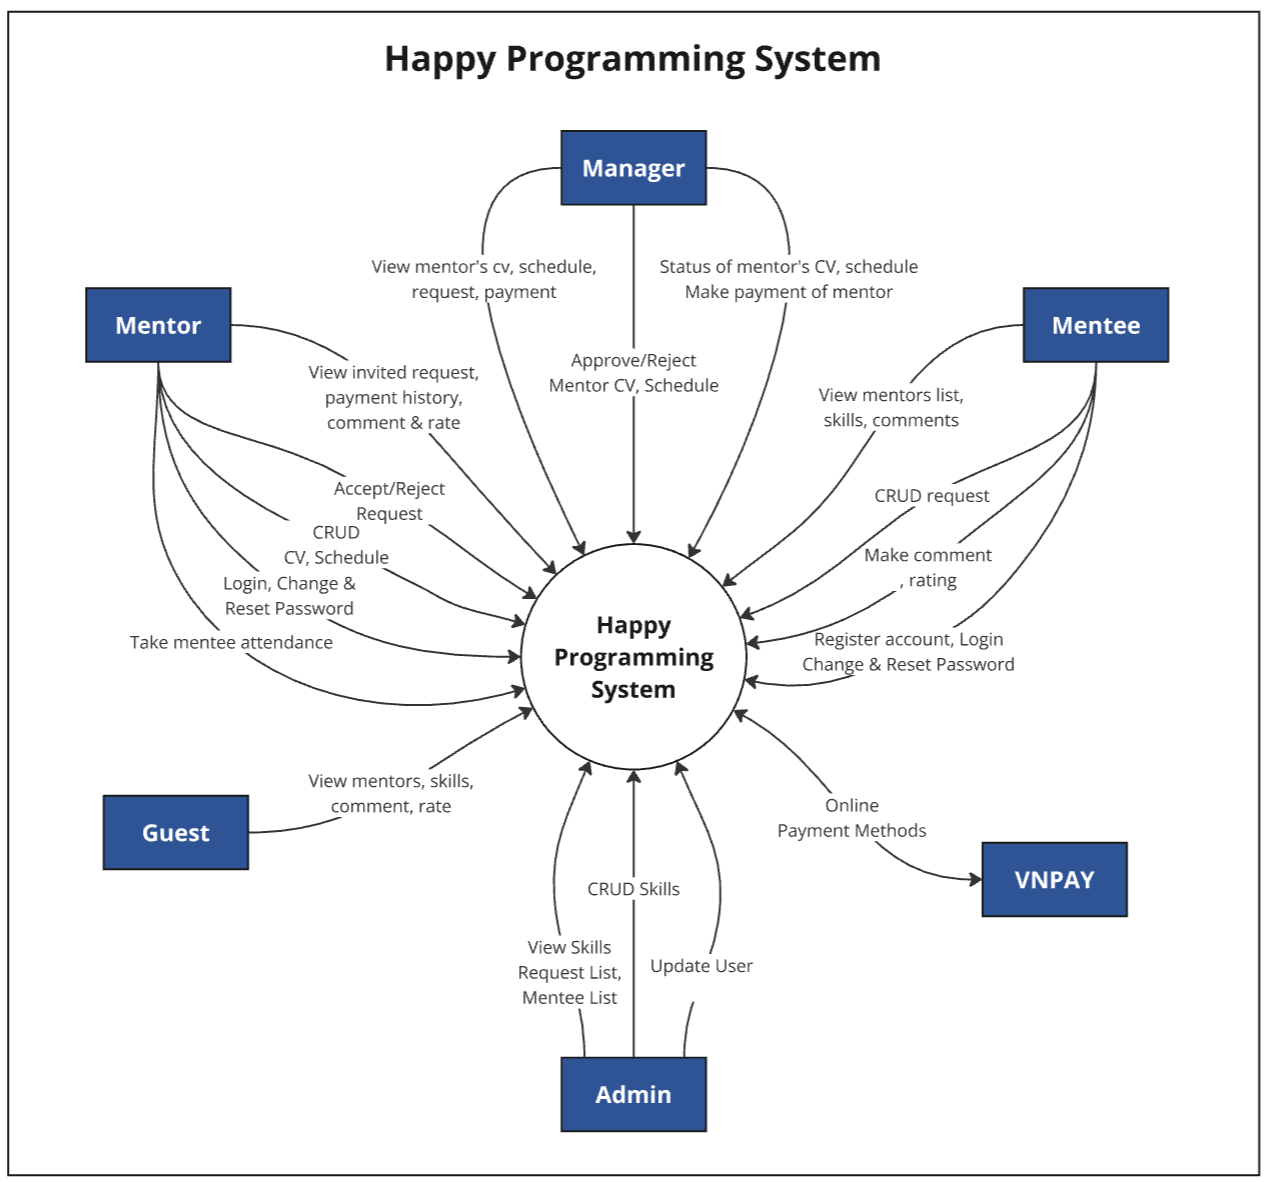 Happy Programming System
Manager
View mentor's cv, schedule,
request, payment
Status of mentor's CV, schedule
Make payment of mentor
Approve/Reject
Mentor CV, Schedule
Mentor
Mentee
View invited request,
payment history,
comment & rate
View mentors list,
skills, comments
Accept/Reject
Request
CRUD request
CRUD
CV, Schedule
Make comment
, rating
Login, Change &
Reset Password
Take mentee attendance
Register account, Login
Change & Reset Password
Happy
Programming
System
View mentors, skills,
comment, rate
Guest
Online
Payment Methods
VNPAY
CRUD Skills
View Skills
Request List,
Mentee List
Update User
Admin